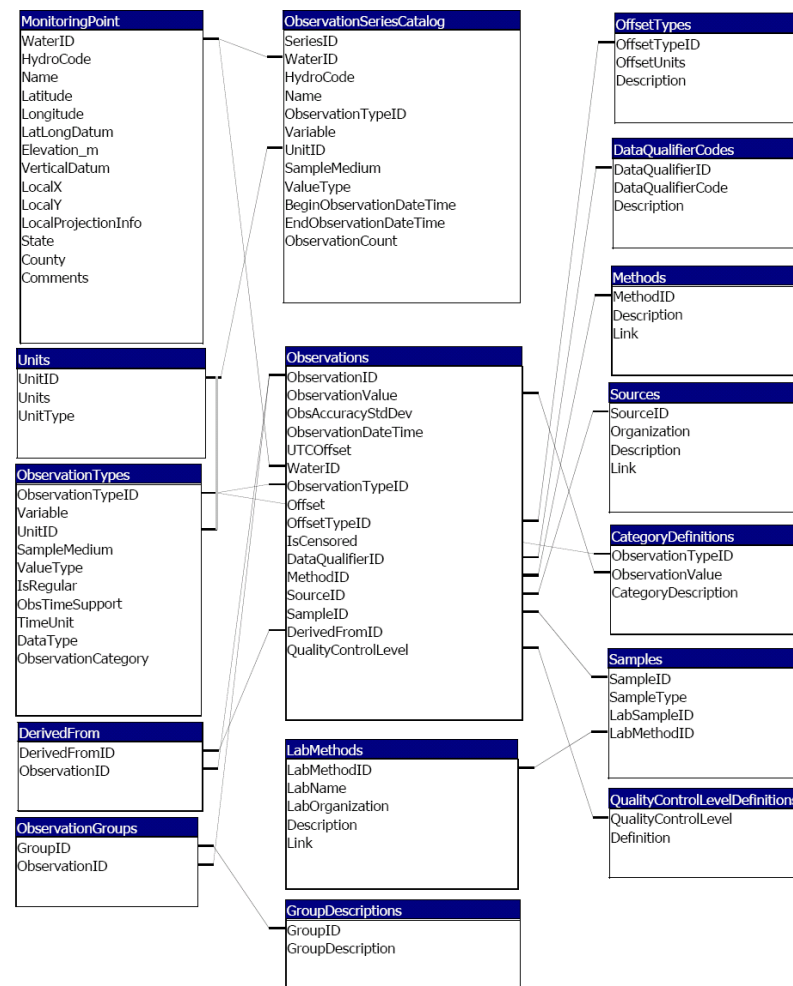 MonitoringPoint
WaterID
HydroCode
Name
Latitude
Longitude
LatLongDatum
Elevation_m
VerticalDatum
LocalX
LocalY
LocalProjectionInfo
State
County
Comments
ObservationSeriesCatalog
SeriesID
WaterID
HydroCode
Name
ObservationTypeID
Variable
UnitID
SampleMedium
ValueType
BeginObservationDateTime
EndObservationDateTime
ObservationCount
OffsetTypes
OffsetTypeID
OffsetUnits
Description
DataQualifierCodes
DataQualifierID
DataQualifierCode
Description
Methods
MethodID
Description
Link
Units
UnitID
Units
UnitType
Observations
ObservationID
ObservationValue
ObsAccuracyStdDev
ObservationDateTime
UTCOffset
WaterID
ObservationTypeID
Offset
OffsetTypeID
IsCensored
DataQualifierID
MethodID
SourceID
SampleID
DerivedFromID
QualityControlLevel
Sources
SourceID
Organization
Description
Link
ObservationTypes
ObservationTypeID
Variable
UnitID
SampleMedium
ValueType
IsRegular
ObsTimeSupport
TimeUnit
DataType
ObservationCategory
CategoryDefinitions
ObservationTypeID
ObservationValue
CategoryDescription
Samples
SampleID
SampleType
LabSampleID
LabMethodID
DerivedFrom
DerivedFromID
ObservationID
LabMethods
LabMethodID
LabName
LabOrganization
Description
Link
QualityControlLevelDefinitions
QualityControlLevel
Definition
ObservationGroups
GroupID
ObservationID
GroupDescriptions
GroupID
GroupDescription